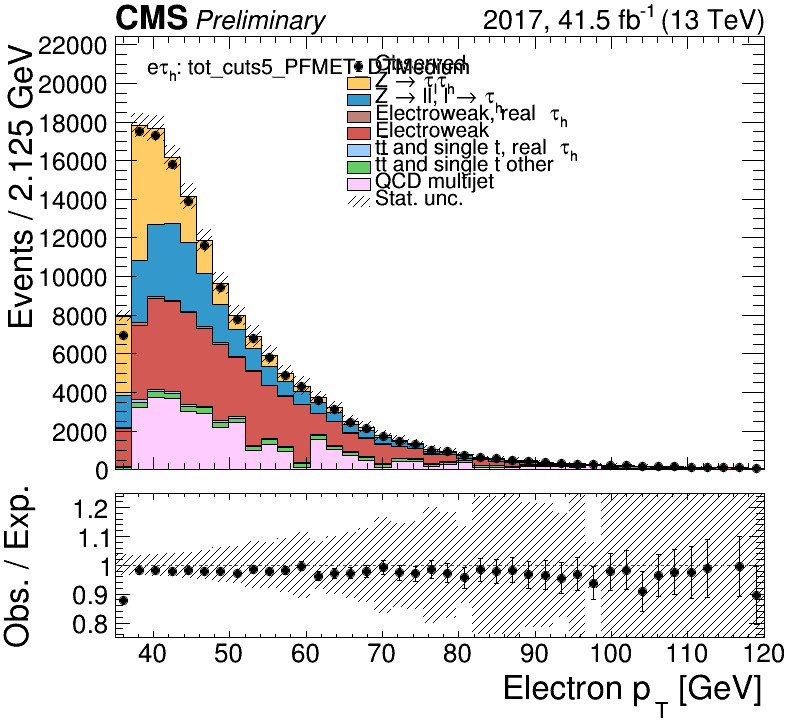 CMS Preliminary 2017, 41.5 fb⁻¹ (13 TeV)
Events / 2.125 GeV
22000
20000
18000
16000
14000
12000
10000
8000
6000
4000
2000
0
eτh: tot_cuts5_PFMET
Medium
Observed
Z → ττh
Z → ll, l → τh
Electroweak, real τh
Electroweak
tt and single t, real τh
tt and single t other
QCD multijet
Stat. unc.
Obs. / Exp.
1.2
1.1
1
0.9
0.8
40 50 60 70 80 90 100 110 120
Electron pT [GeV]